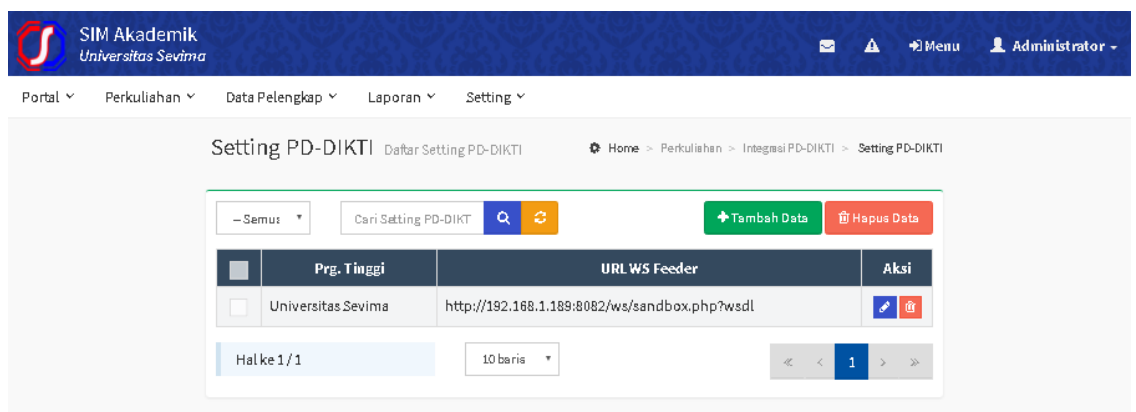 SIM Akademik
Universitas Sevima
Menu Administrator
Portal Perkuliahan Data Pelengkap Laporan Setting
Setting PD-DIKTI Daftar Setting PD-DIKTI Home > Perkuliahan > Integrasi PD-DIKTI > Setting PD-DIKTI
-- Semua Cari Setting PD-DIKT Tambah Data Hapus Data
Prg. Tinggi URL WS Feeder Aksi
Universitas Sevima http://192.168.1.189:8082/ws/sandbox.php?wsdl
Hal ke 1 / 1 10 baris « < 1 > »